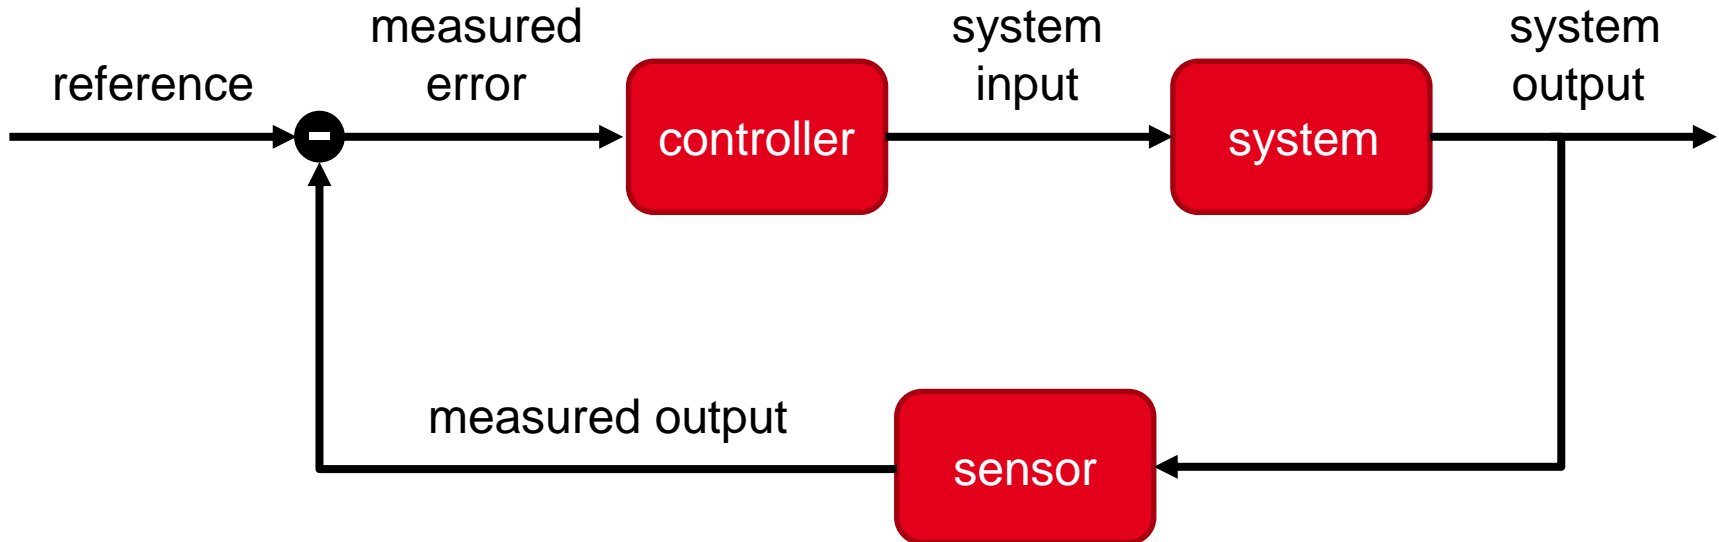 reference
measured
error
controller
system
input
system
system
output
measured output
sensor